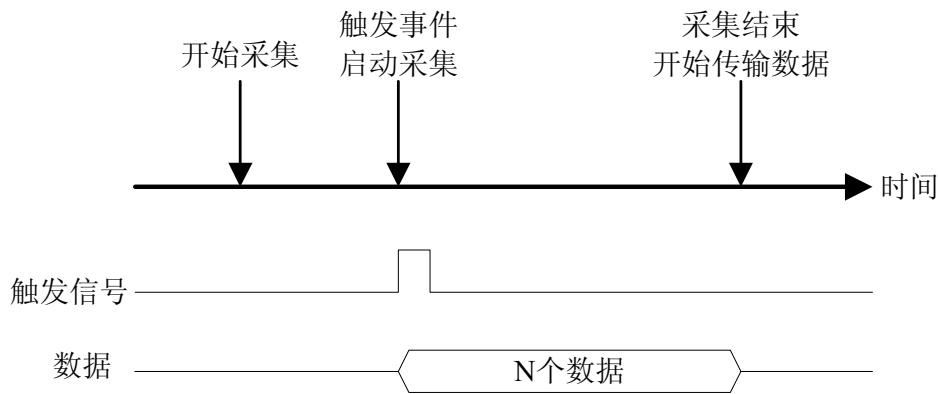 开始采集
触发事件
启动采集
采集结束
开始传输数据
时间
触发信号
数据
N个数据